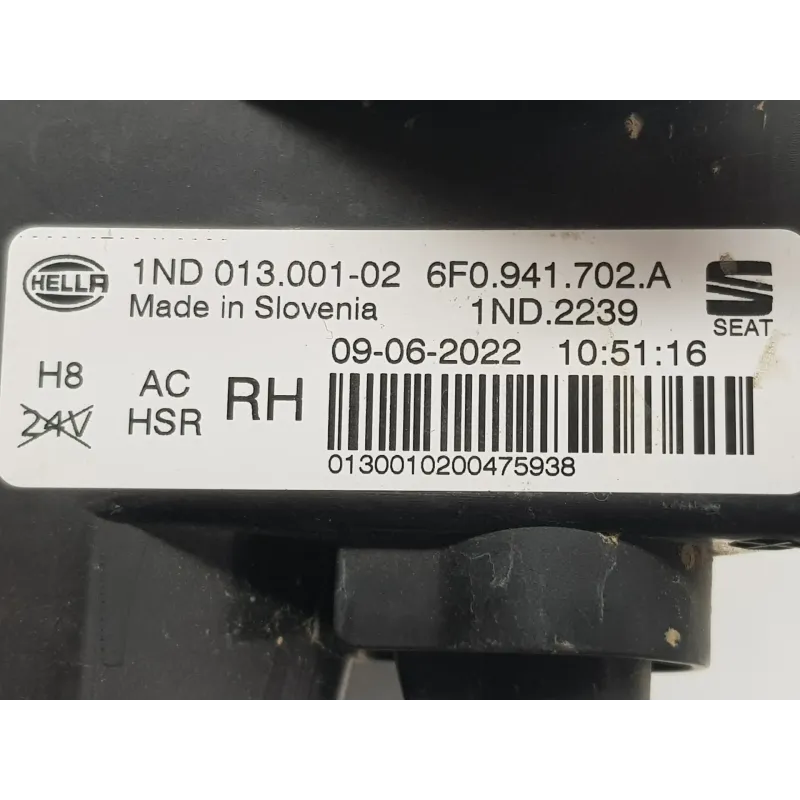 HELLA
1ND 013.001-02 6F0.941.702.A
Made in Slovenia 1ND.2239
SEAT
09-06-2022 10:51:16
H8 AC RH
24V HSR
0130010200475938